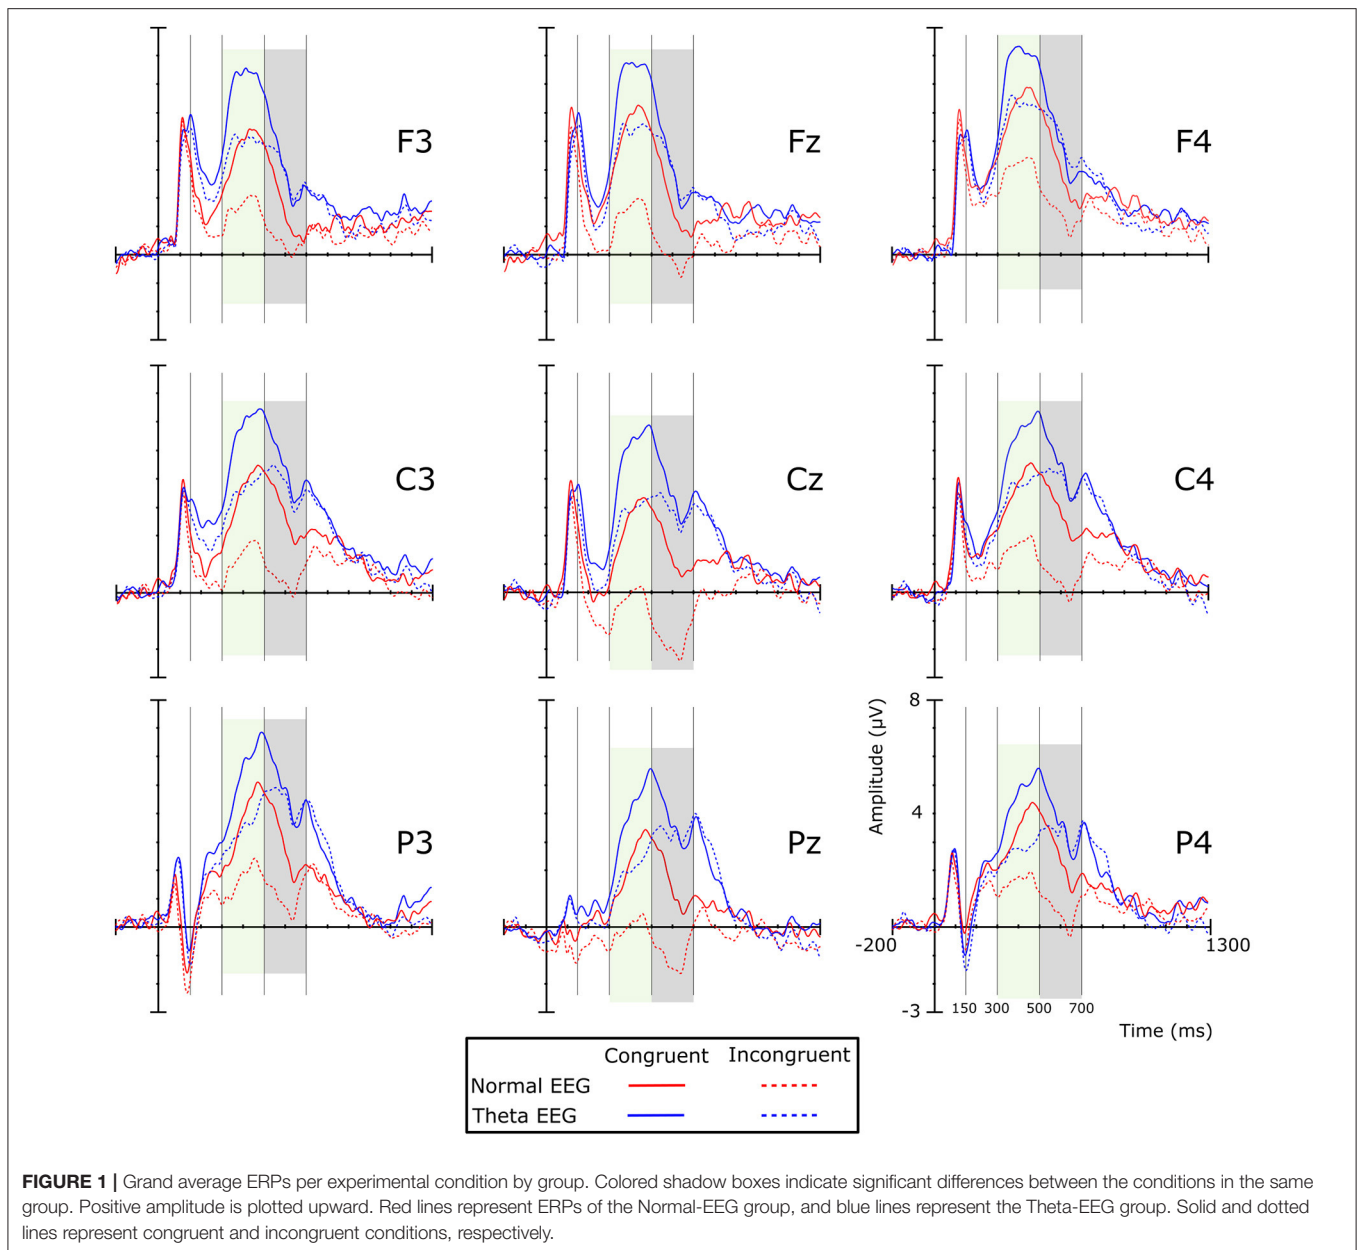 F3
Fz
F4
C3
Cz
C4
P3
Pz
P4
8
4
-3
Amplitude (µV)
-200
1300
150 300 500 700
Time (ms)
Congruent Incongruent
Normal EEG
Theta EEG
FIGURE 1 | Grand average ERPs per experimental condition by group. Colored shadow boxes indicate significant differences between the conditions in the same
group. Positive amplitude is plotted upward. Red lines represent ERPs of the Normal-EEG group, and blue lines represent the Theta-EEG group. Solid and dotted
lines represent congruent and incongruent conditions, respectively.